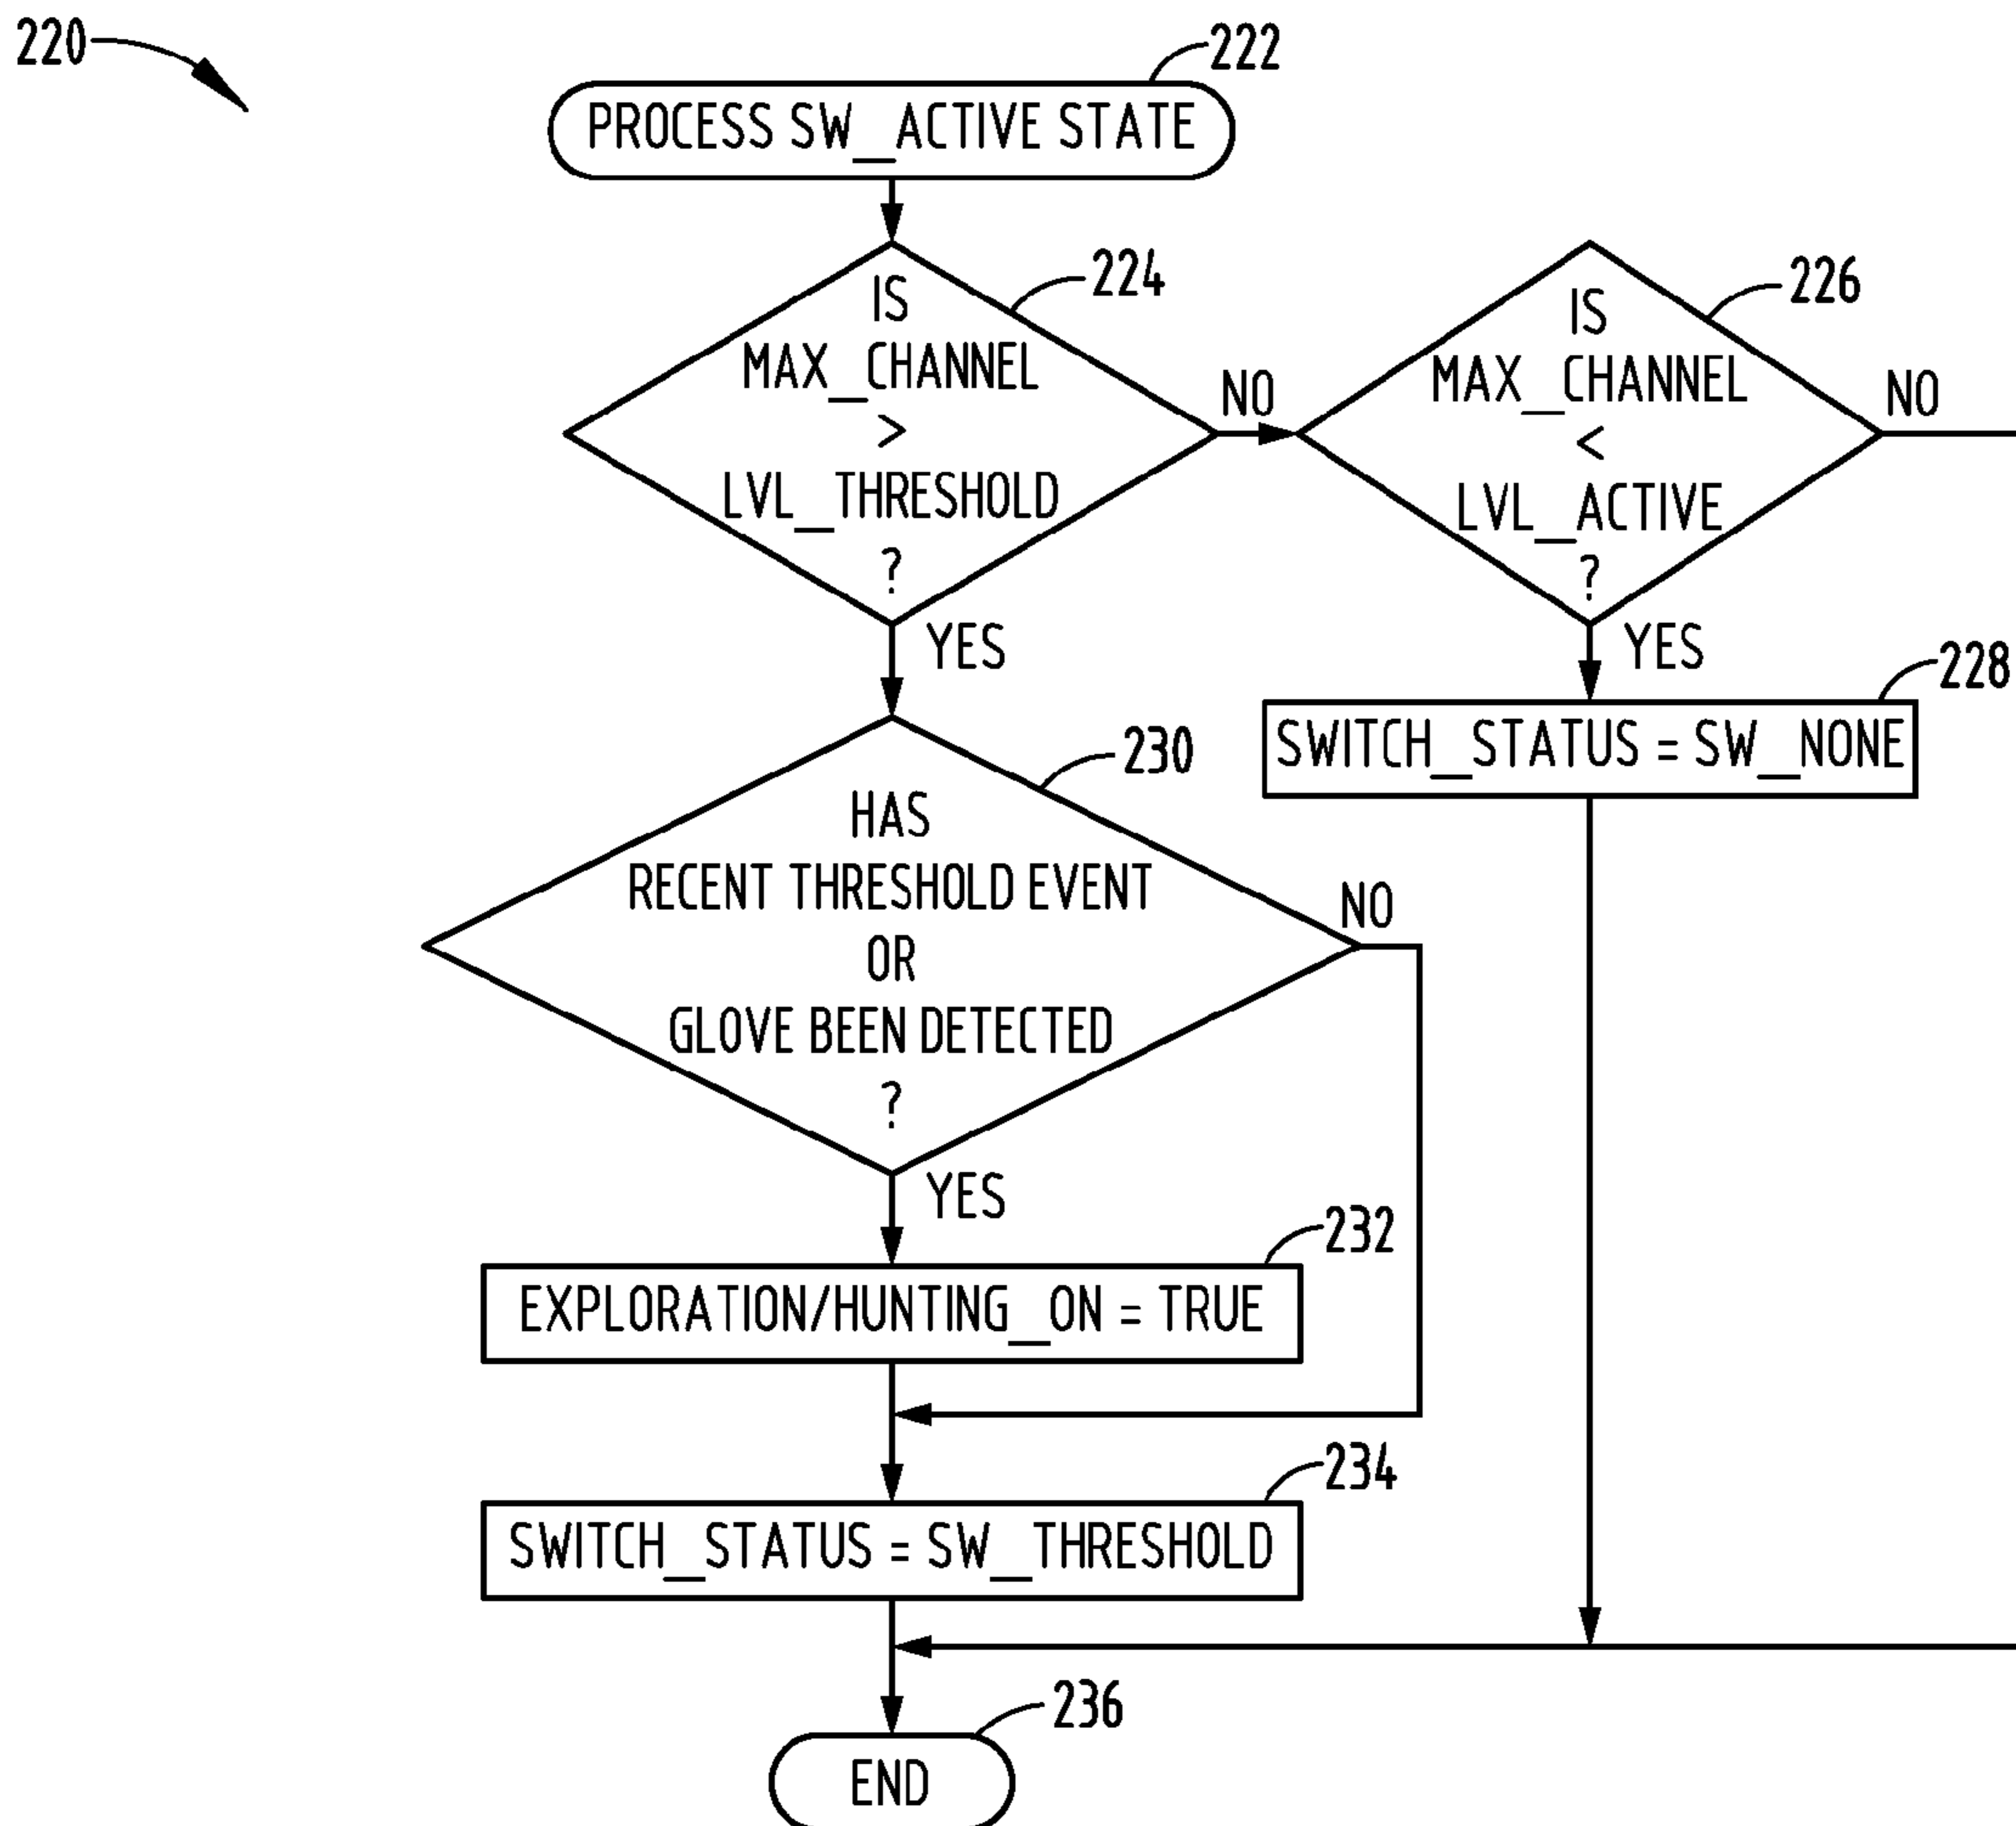 220
222
PROCESS SW_ACTIVE STATE
224
IS
MAX_CHANNEL
>
LVL_THRESHOLD
?
NO
YES
226
IS
MAX_CHANNEL
<
LVL_ACTIVE
?
NO
YES
228
SWITCH_STATUS = SW_NONE
230
HAS
RECENT THRESHOLD EVENT
OR
GLOVE BEEN DETECTED
?
NO
YES
232
EXPLORATION/HUNTING_ON = TRUE
234
SWITCH_STATUS = SW_THRESHOLD
236
END